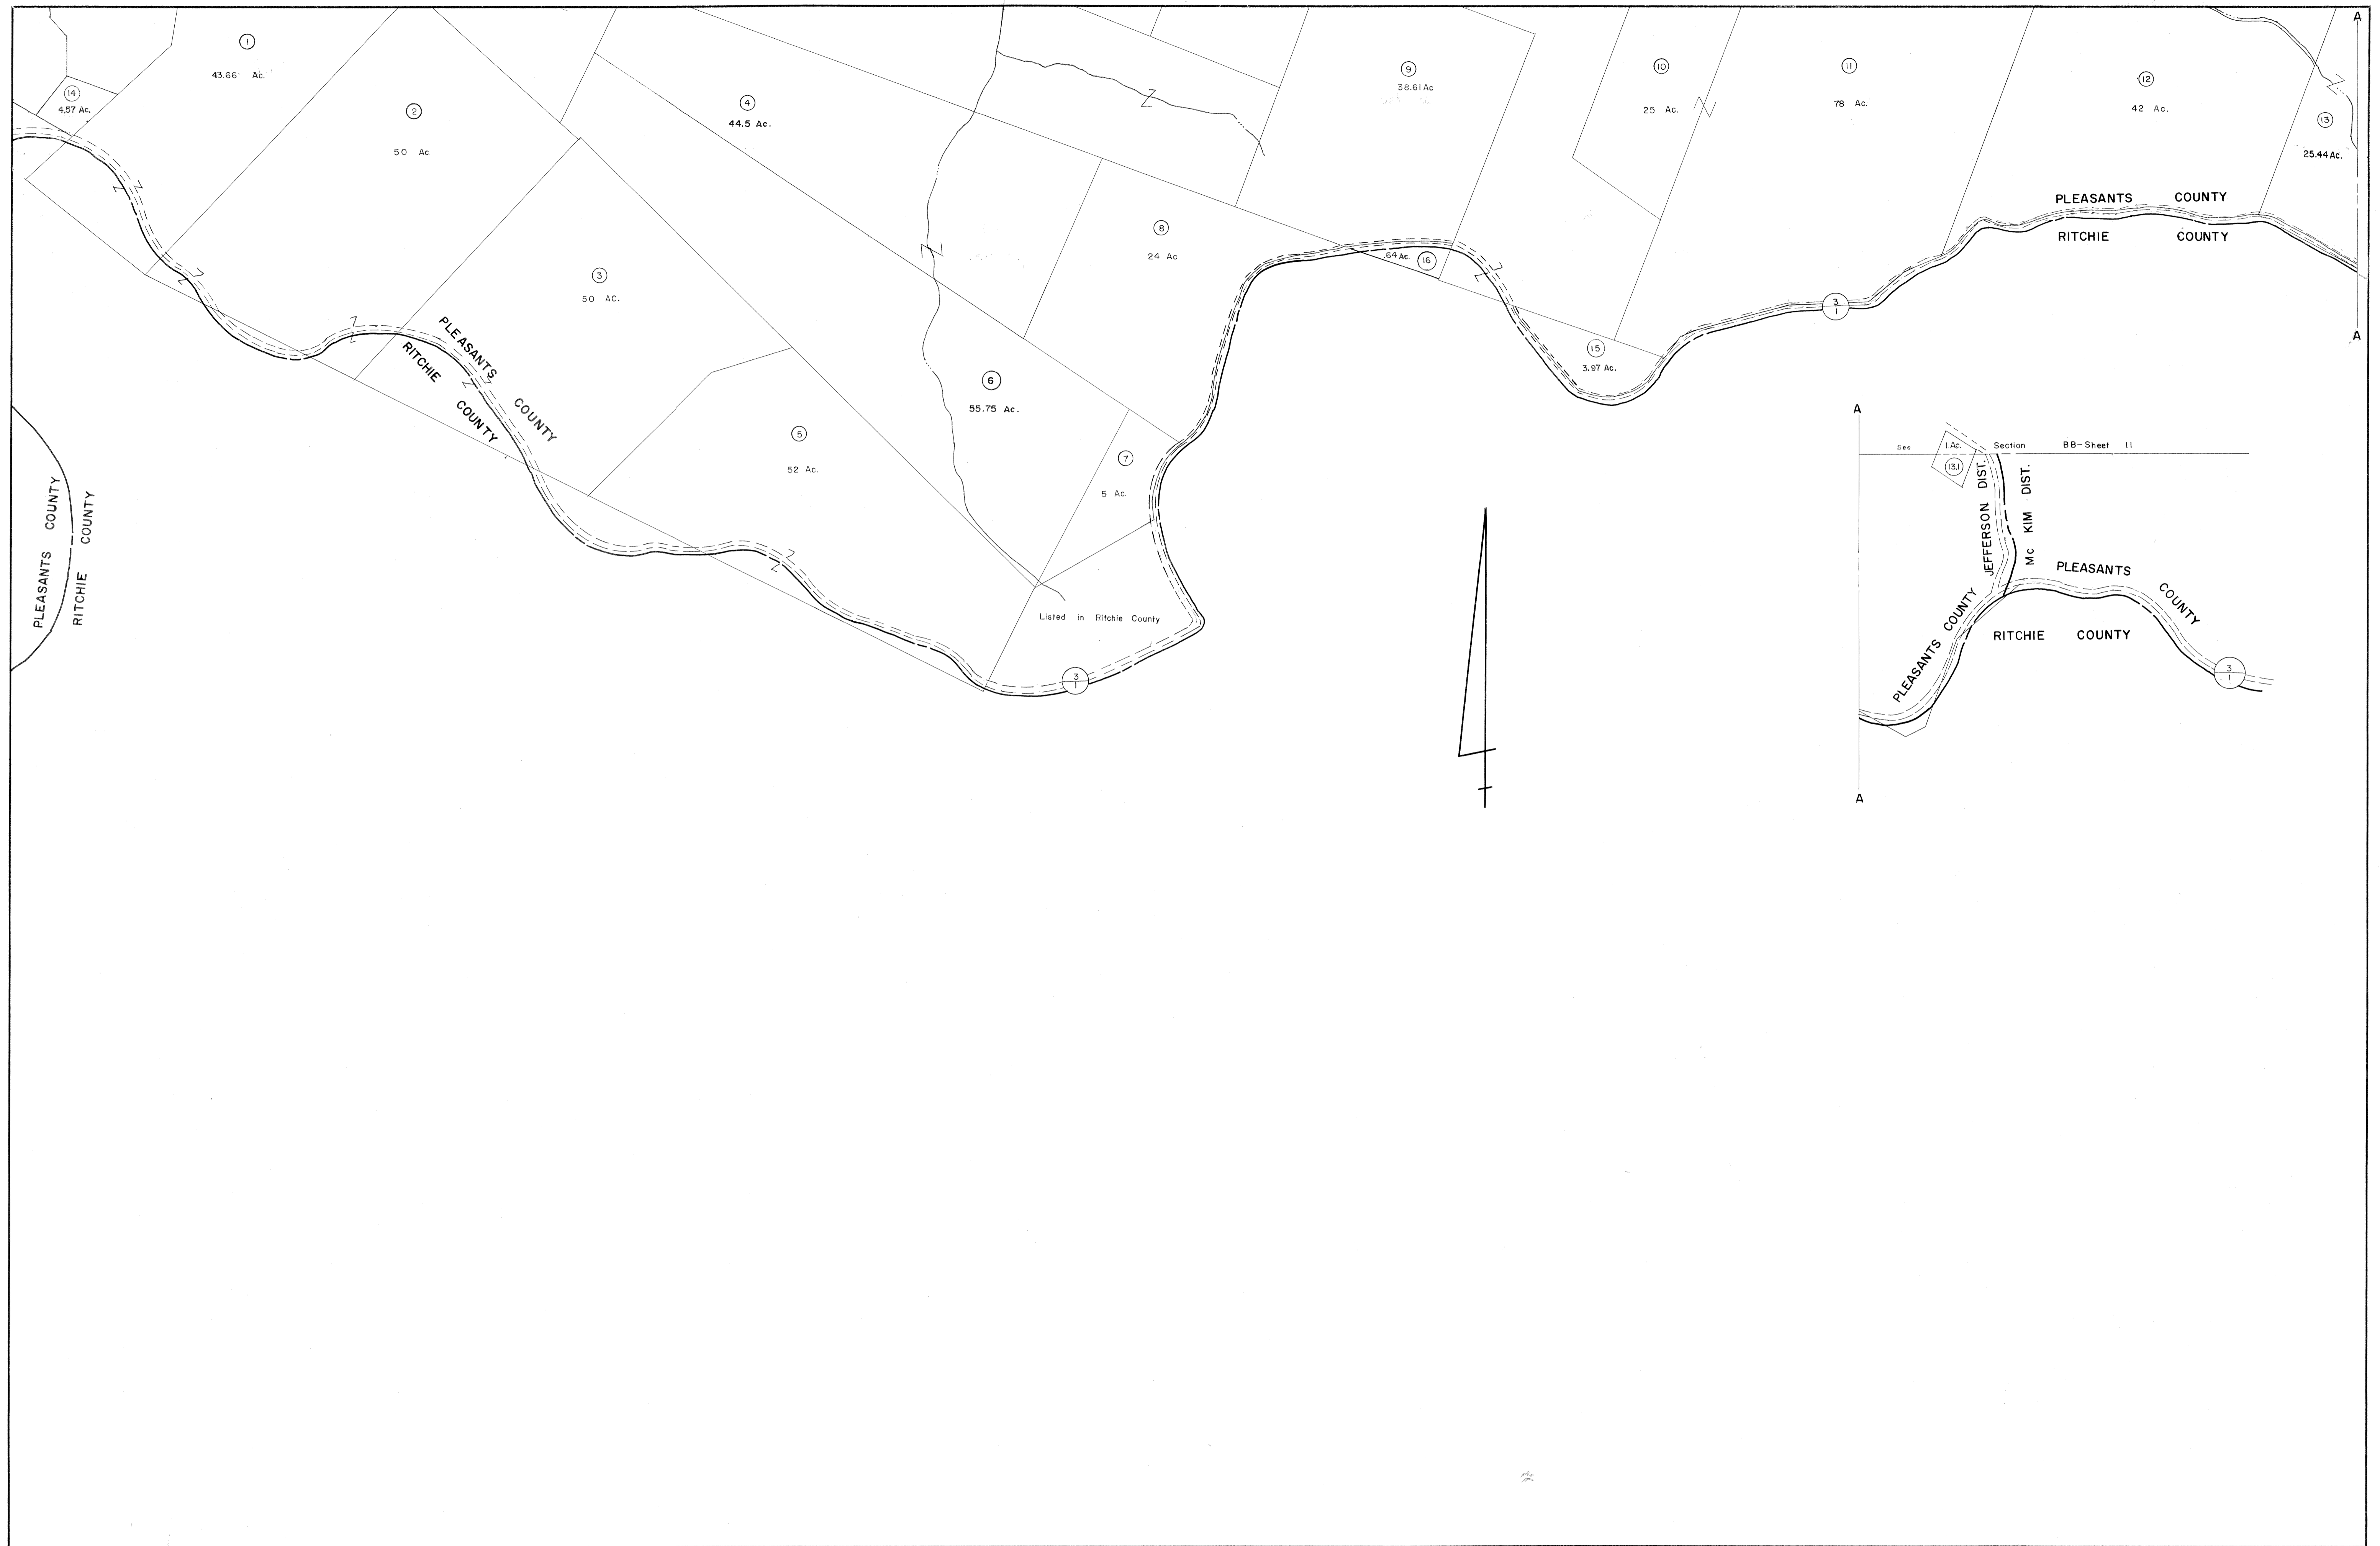 A
1
43.66 Ac.
14
4.57 Ac.
2
50 Ac.
4
44.5 Ac.
9
38.61 Ac
10
25 Ac.
11
78 Ac.
12
42 Ac.
13
25.44 Ac.
8
24 Ac
3
50 AC.
PLEASANTS COUNTY
RITCHIE COUNTY
.64 Ac.
16
3
1
A
15
3.97 Ac.
PLEASANTS COUNTY
RITCHIE COUNTY
6
55.75 Ac.
5
52 Ac.
7
5 Ac.
Listed in Ritchie County
3
1
PLEASANTS COUNTY
RITCHIE COUNTY
A
See Section BB-Sheet 11
1 Ac.
13.1
JEFFERSON DIST.
Mc KIM DIST.
PLEASANTS COUNTY
PLEASANTS COUNTY
RITCHIE COUNTY
3
1
A